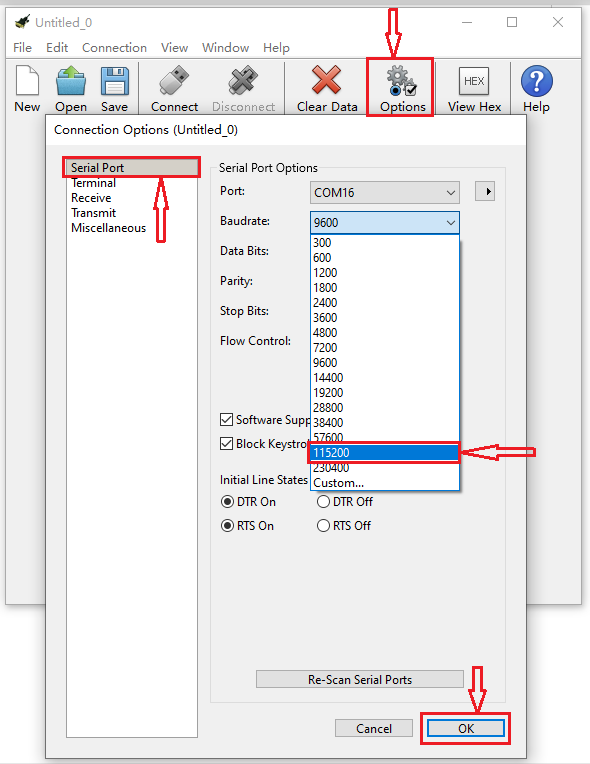 Untitled_0
File Edit Connection View Window Help
New Open Save Connect Disconnect Clear Data Options HEX View Hex ? Help
Connection Options (Untitled_0)
Serial Port
Terminal
Receive
Transmit
Miscellaneous
Serial Port Options
Port: COM16
Baudrate: 9600
Data Bits:
Parity:
Stop Bits:
Flow Control:
300
600
1200
1800
2400
3600
4800
7200
9600
14400
19200
28800
38400
57600
115200
230400
Custom...
Software Supp
Block Keystro
Initial Line States
DTR On DTR Off
RTS On RTS Off
Re-Scan Serial Ports
Cancel OK